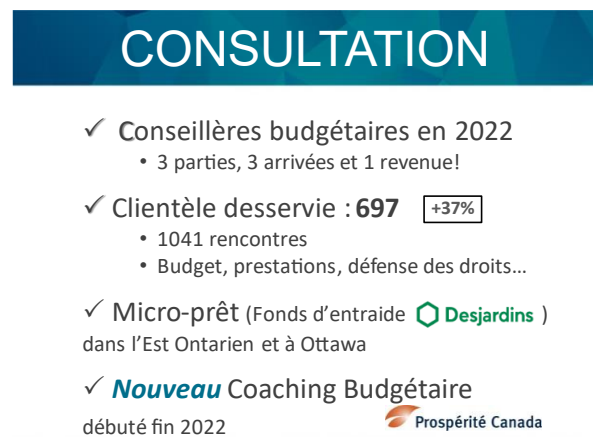 CONSULTATION
✓ Conseillères budgétaires en 2022
• 3 parties, 3 arrivées et 1 revenue!
✓ Clientèle desservie : 697 +37%
• 1041 rencontres
• Budget, prestations, défense des droits…
✓ Micro-prêt (Fonds d’entraide Desjardins )
dans l’Est Ontarien et à Ottawa
✓ Nouveau Coaching Budgétaire
débuté fin 2022 Prospérité Canada